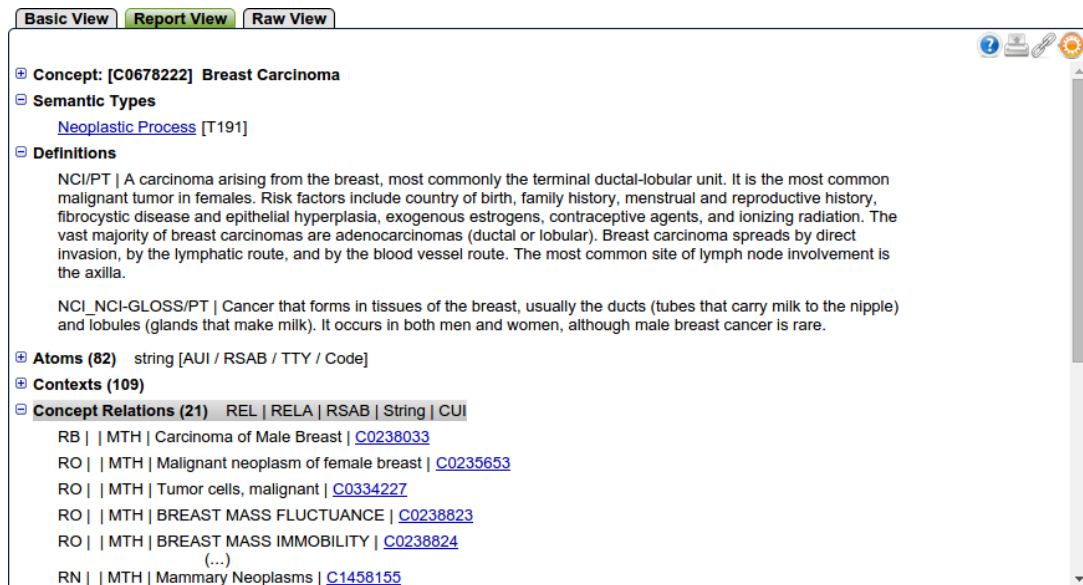 Basic View Report View Raw View
Concept: [C0678222] Breast Carcinoma
Semantic Types
Neoplastic Process [T191]
Definitions
NCI/PT | A carcinoma arising from the breast, most commonly the terminal ductal-lobular unit. It is the most common
malignant tumor in females. Risk factors include country of birth, family history, menstrual and reproductive history,
fibrocystic disease and epithelial hyperplasia, exogenous estrogens, contraceptive agents, and ionizing radiation. The
vast majority of breast carcinomas are adenocarcinomas (ductal or lobular). Breast carcinoma spreads by direct
invasion, by the lymphatic route, and by the blood vessel route. The most common site of lymph node involvement is
the axilla.
NCI_NCI-GLOSS/PT | Cancer that forms in tissues of the breast, usually the ducts (tubes that carry milk to the nipple)
and lobules (glands that make milk). It occurs in both men and women, although male breast cancer is rare.
Atoms (82) string [AUI / RSAB / TTY / Code]
Contexts (109)
Concept Relations (21) REL | RELA | RSAB | String | CUI
RB | | MTH | Carcinoma of Male Breast | C0238033
RO | | MTH | Malignant neoplasm of female breast | C0235653
RO | | MTH | Tumor cells, malignant | C0334227
RO | | MTH | BREAST MASS FLUCTUANCE | C0238823
RO | | MTH | BREAST MASS IMMOBILITY | C0238824
(...)
RN | | MTH | Mammary Neoplasms | C1458155